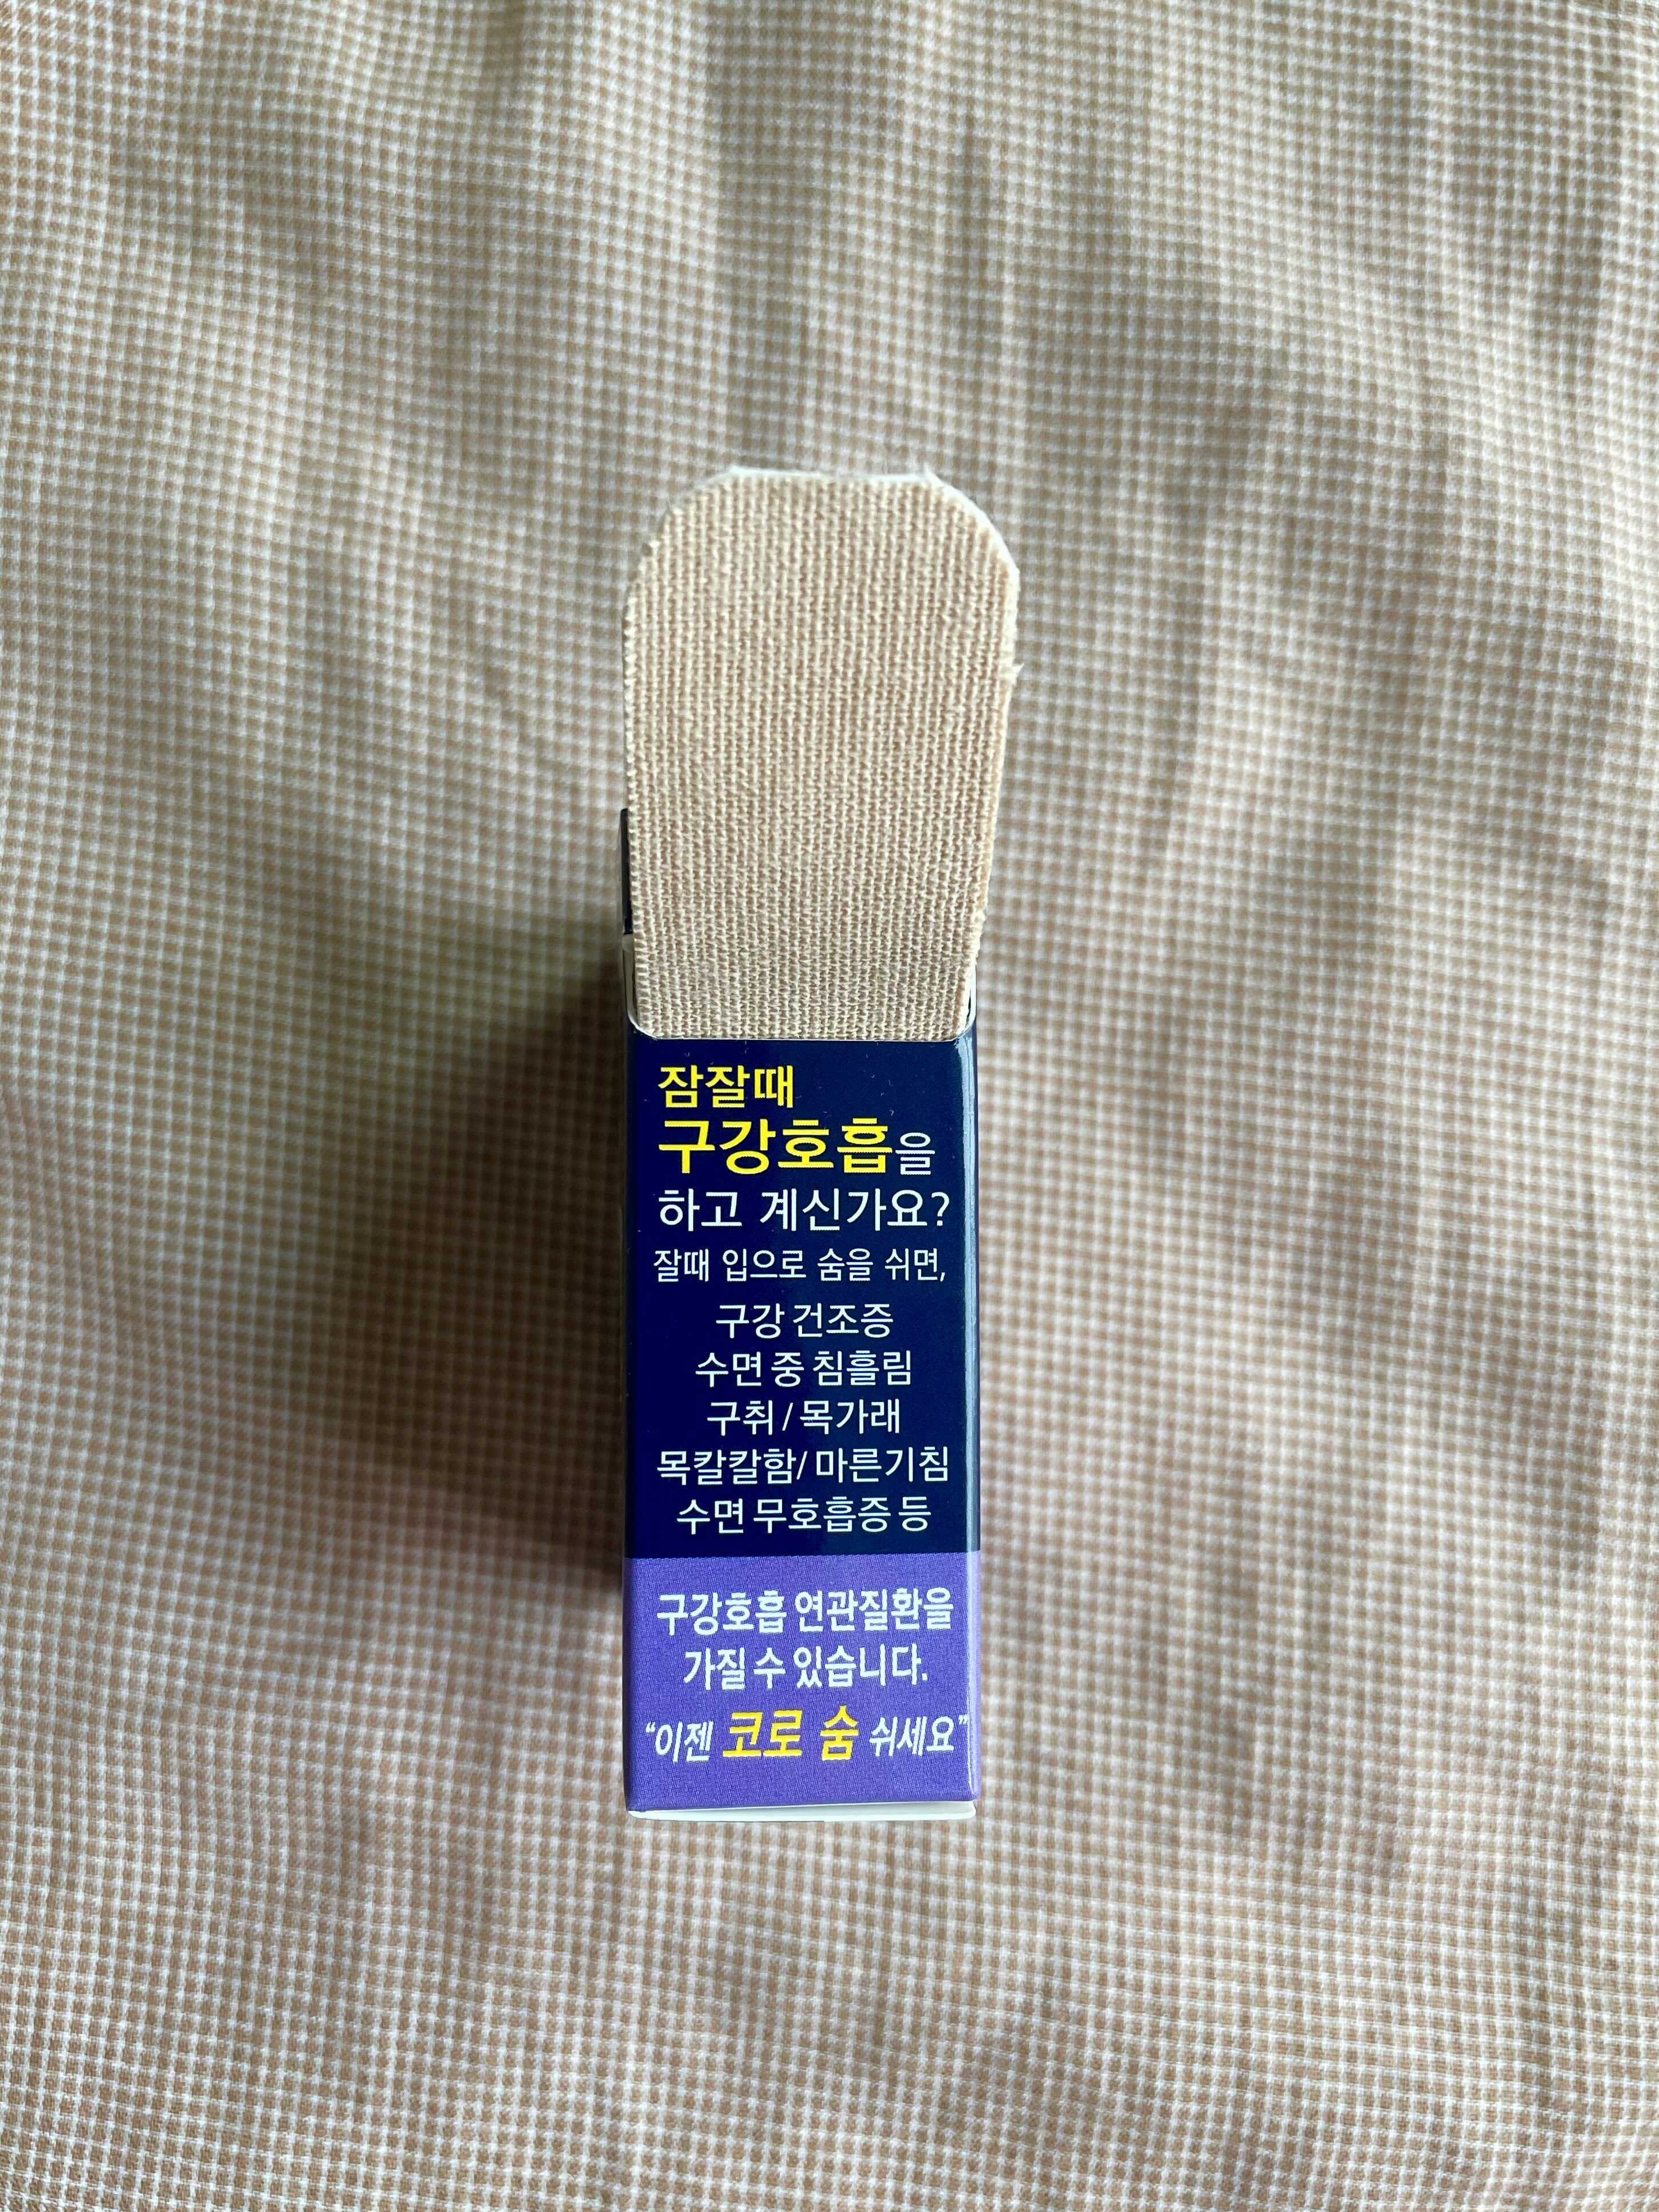 잠잘때
구강호흡을
하고 계신가요?
잘때 입으로 숨을 쉬면,
구강 건조증
수면 중 침흘림
구취 / 목가래
목칼칼함/ 마른기침
수면 무호흡증 등
구강호흡 연관질환을
가질 수 있습니다.
“이젠 코로 숨 쉬세요”